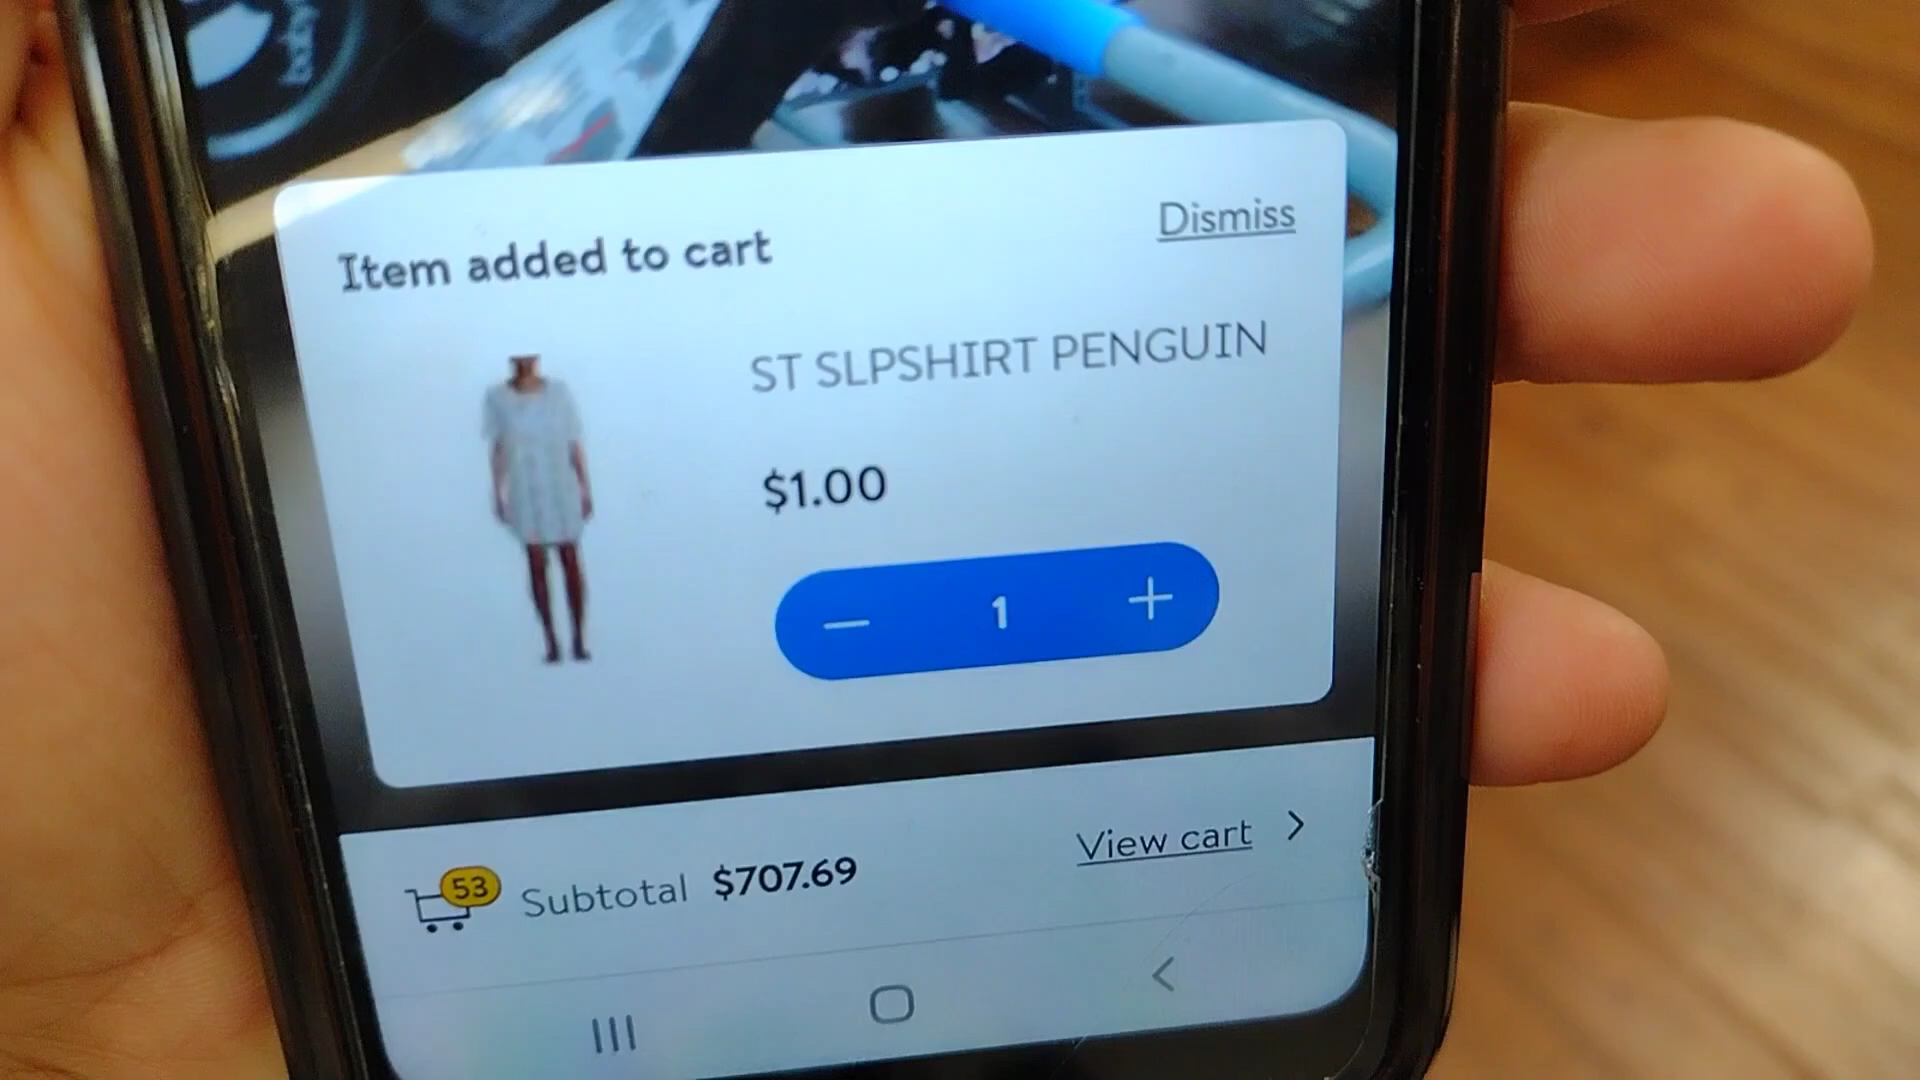 Dismiss
Item added to cart
ST SLPSHIRT PENGUIN
$1.00
1
53
Subtotal $707.69
View cart